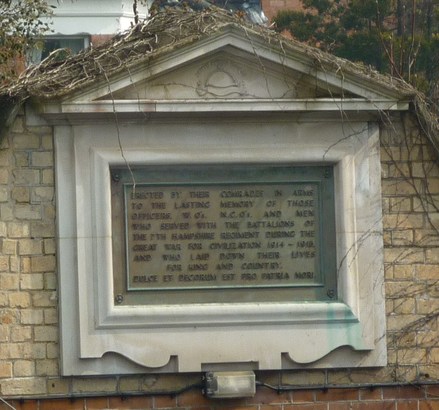 ERECTED BY THEIR COMRADES IN ARMS
TO THE LASTING MEMORY OF THOSE
OFFICERS, W.O's. N.C.O's. AND MEN
WHO SERVED WITH THE BATTALIONS OF
THE 7TH HAMPSHIRE REGIMENT DURING THE
GREAT WAR FOR CIVILIZATION 1914 – 1919,
AND WHO LAID DOWN THEIR LIVES
FOR KING AND COUNTRY.
DULCE ET DECORUM EST PRO PATRIA MORI